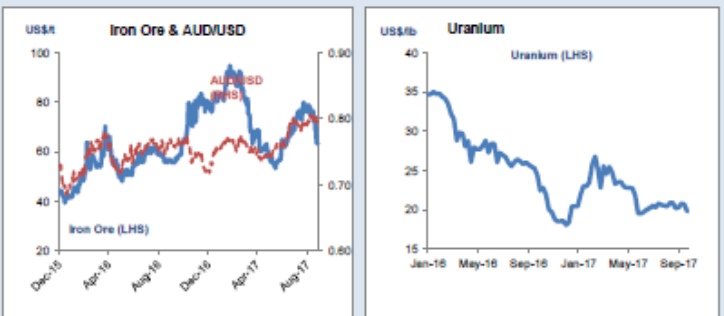 US$/t
Iron Ore & AUD/USD
100
80
60
40
20
0.90
0.80
0.70
0.60
AUD/USD
(RHS)
Iron Ore (LHS)
Dec-15
Apr-16
Aug-16
Dec-16
Apr-17
Aug-17
US$/lb
Uranium
Uranium (LHS)
40
35
30
25
20
15
Jan-16
May-16
Sep-16
Jan-17
May-17
Sep-17